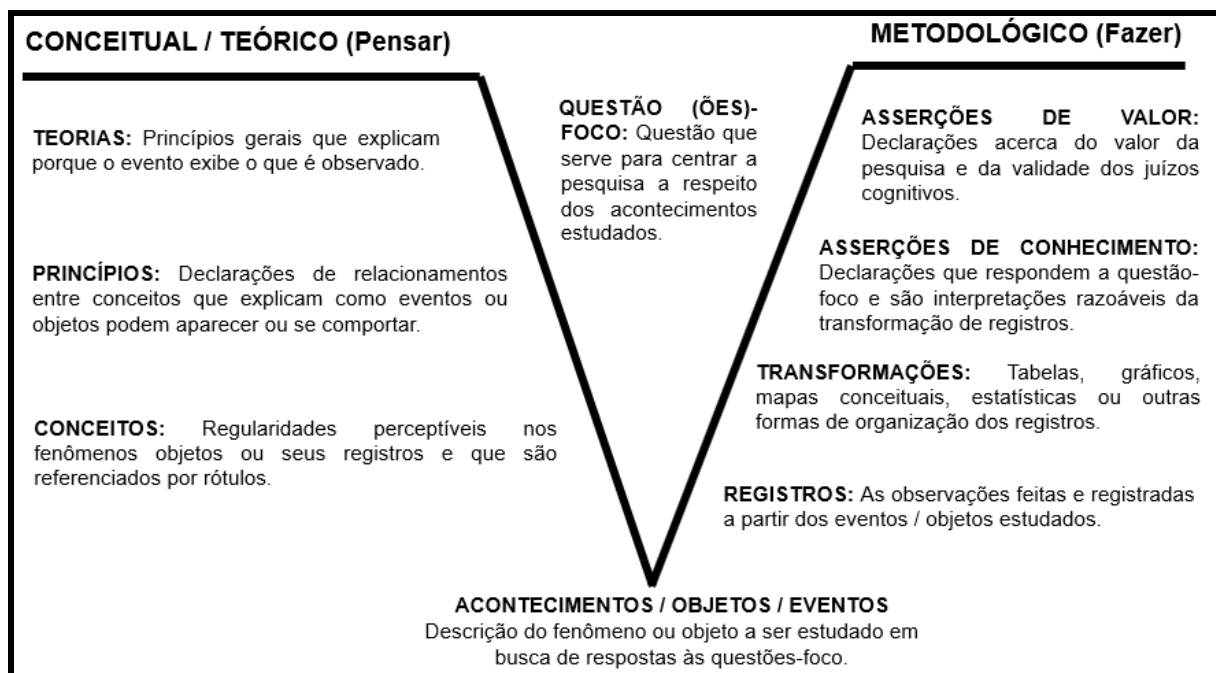 CONCEITUAL / TEÓRICO (Pensar)
TEORIAS: Princípios gerais que explicam
porque o evento exibe o que é observado.
PRINCÍPIOS: Declarações de relacionamentos
entre conceitos que explicam como eventos ou
objetos podem aparecer ou se comportar.
CONCEITOS: Regularidades perceptíveis nos
fenômenos objetos ou seus registros e que são
referenciados por rótulos.
QUESTÃO (ÕES)-
FOCO: Questão que
serve para centrar a
pesquisa a respeito
dos acontecimentos
estudados.
METODOLÓGICO (Fazer)
ASSERÇÕES DE VALOR:
Declarações acerca do valor da
pesquisa e da validade dos juízos
cognitivos.
ASSERÇÕES DE CONHECIMENTO:
Declarações que respondem a questão-
foco e são interpretações razoáveis da
transformação de registros.
TRANSFORMAÇÕES: Tabelas, gráficos,
mapas conceituais, estatísticas ou outras
formas de organização dos registros.
REGISTROS: As observações feitas e registradas
a partir dos eventos / objetos estudados.
ACONTECIMENTOS / OBJETOS / EVENTOS
Descrição do fenômeno ou objeto a ser estudado em
busca de respostas às questões-foco.